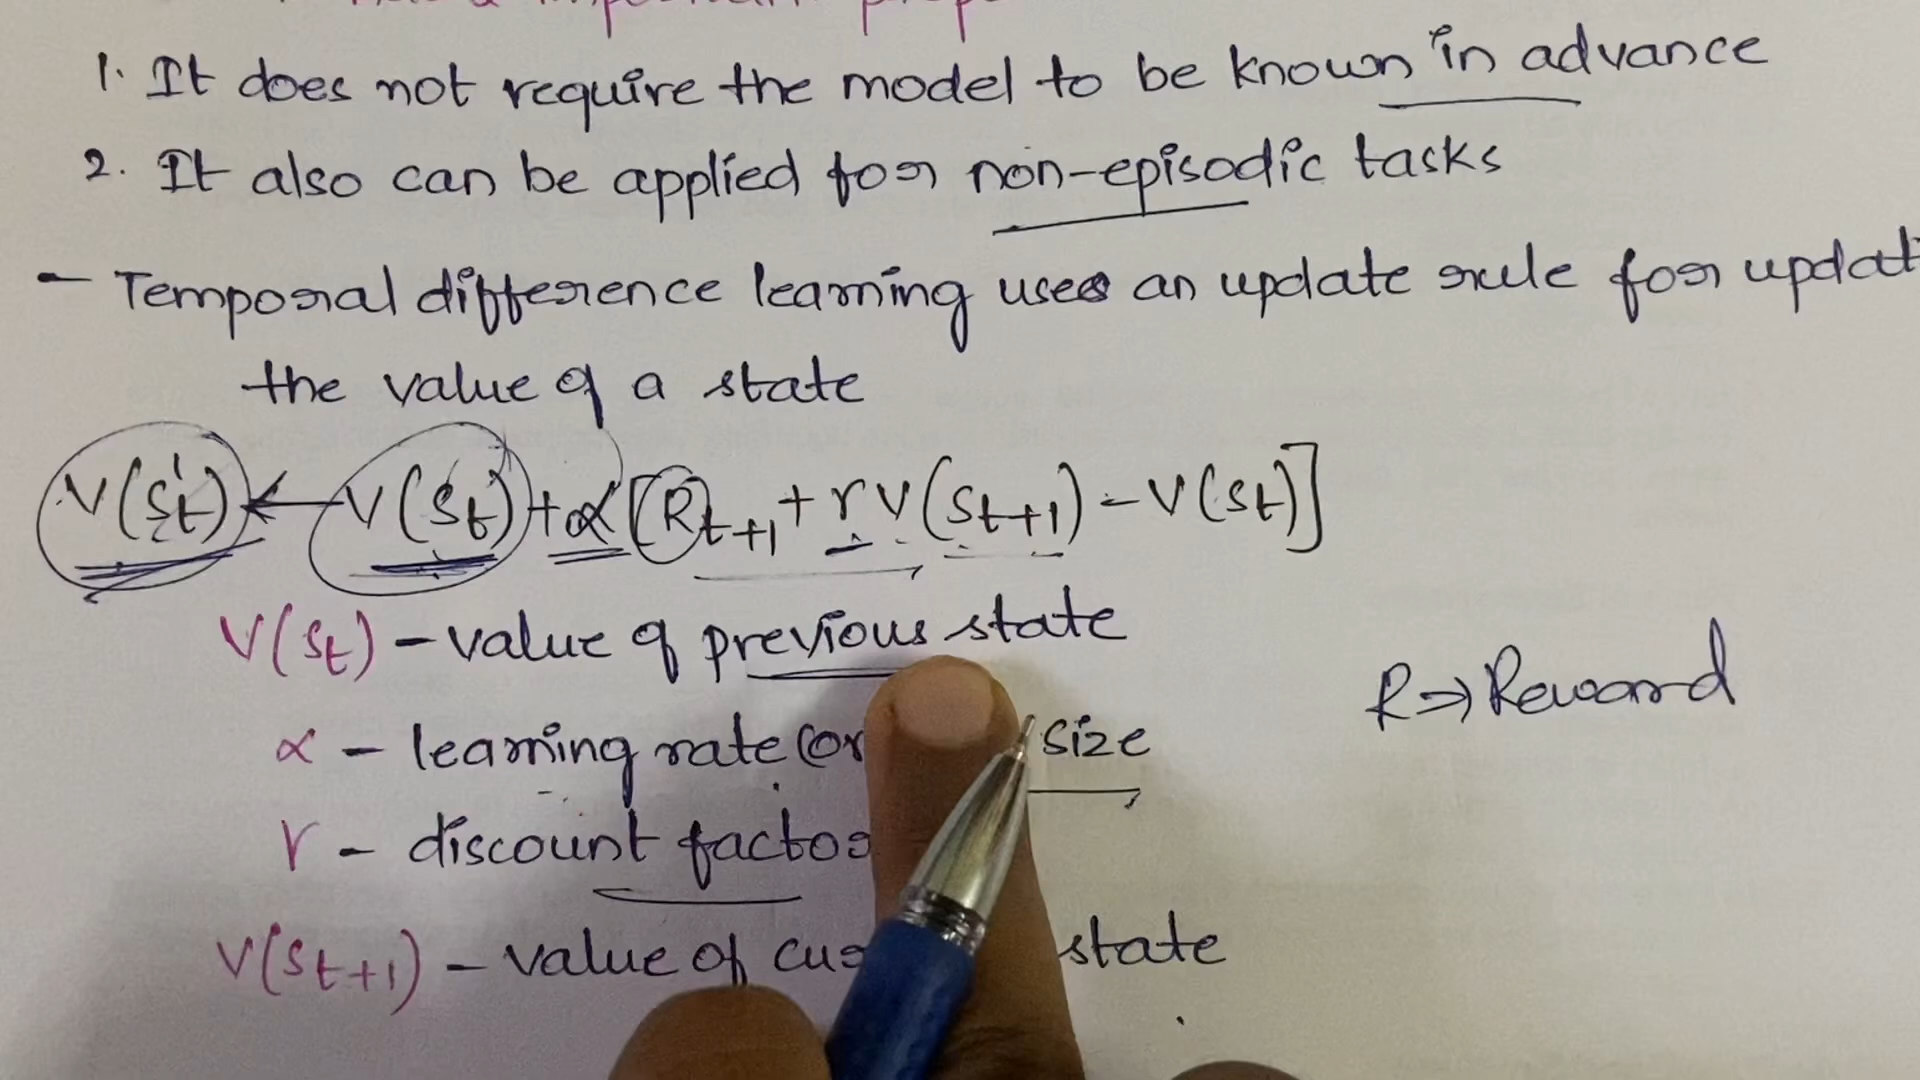 1. It does not require the model to be known in advance
2. It also can be applied for non-episodic tasks
- Temporal difference learning uses an update rule for updat
the value of a state
V(St) ← V(St) + α [Rt+1 + r V(St+1) - V(St)]
V(St) - value of previous state
R ⇒ Reward
α - learning rate (or size
r - discount factor
V(St+1) - value of state